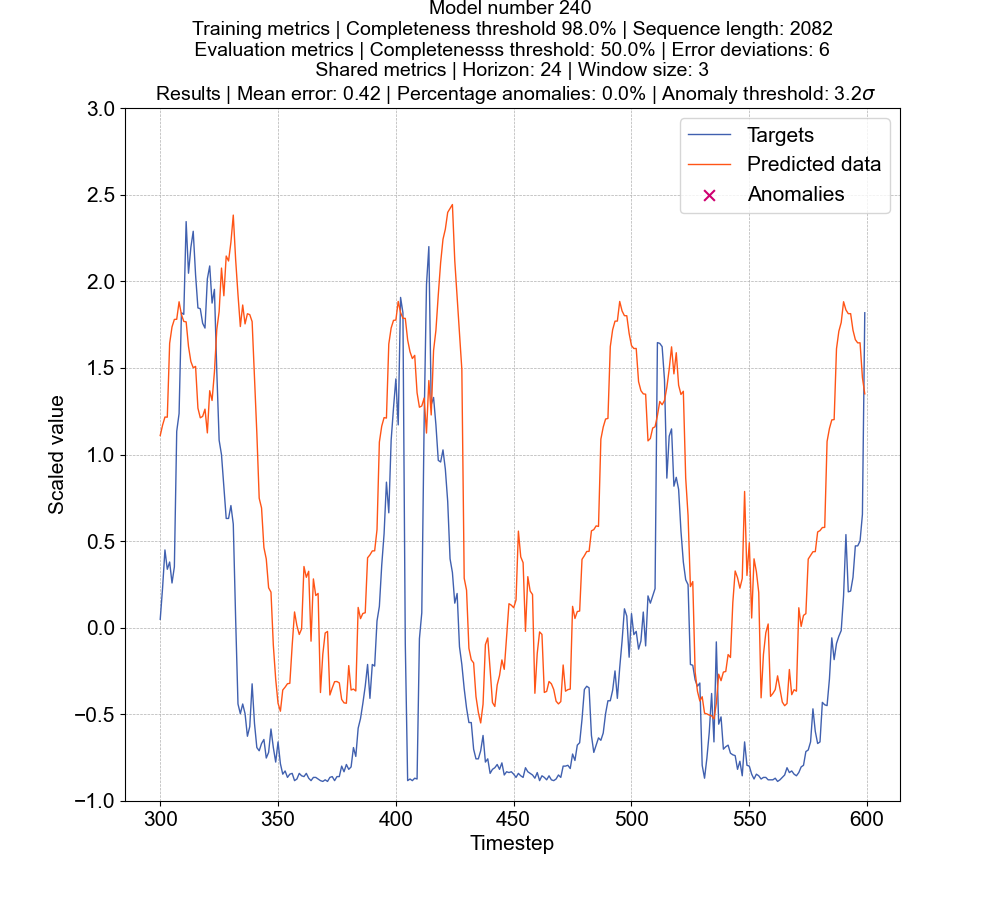 Model number 240
Training metrics | Completeness threshold 98.0% | Sequence length: 2082
Evaluation metrics | Completenesss threshold: 50.0% | Error deviations: 6
Shared metrics | Horizon: 24 | Window size: 3
Results | Mean error: 0.42 | Percentage anomalies: 0.0% | Anomaly threshold: 3.2σ
Targets
Predicted data
Anomalies
3.0
2.5
2.0
1.5
1.0
0.5
0.0
−0.5
−1.0
Scaled value
300
350
400
450
500
550
600
Timestep